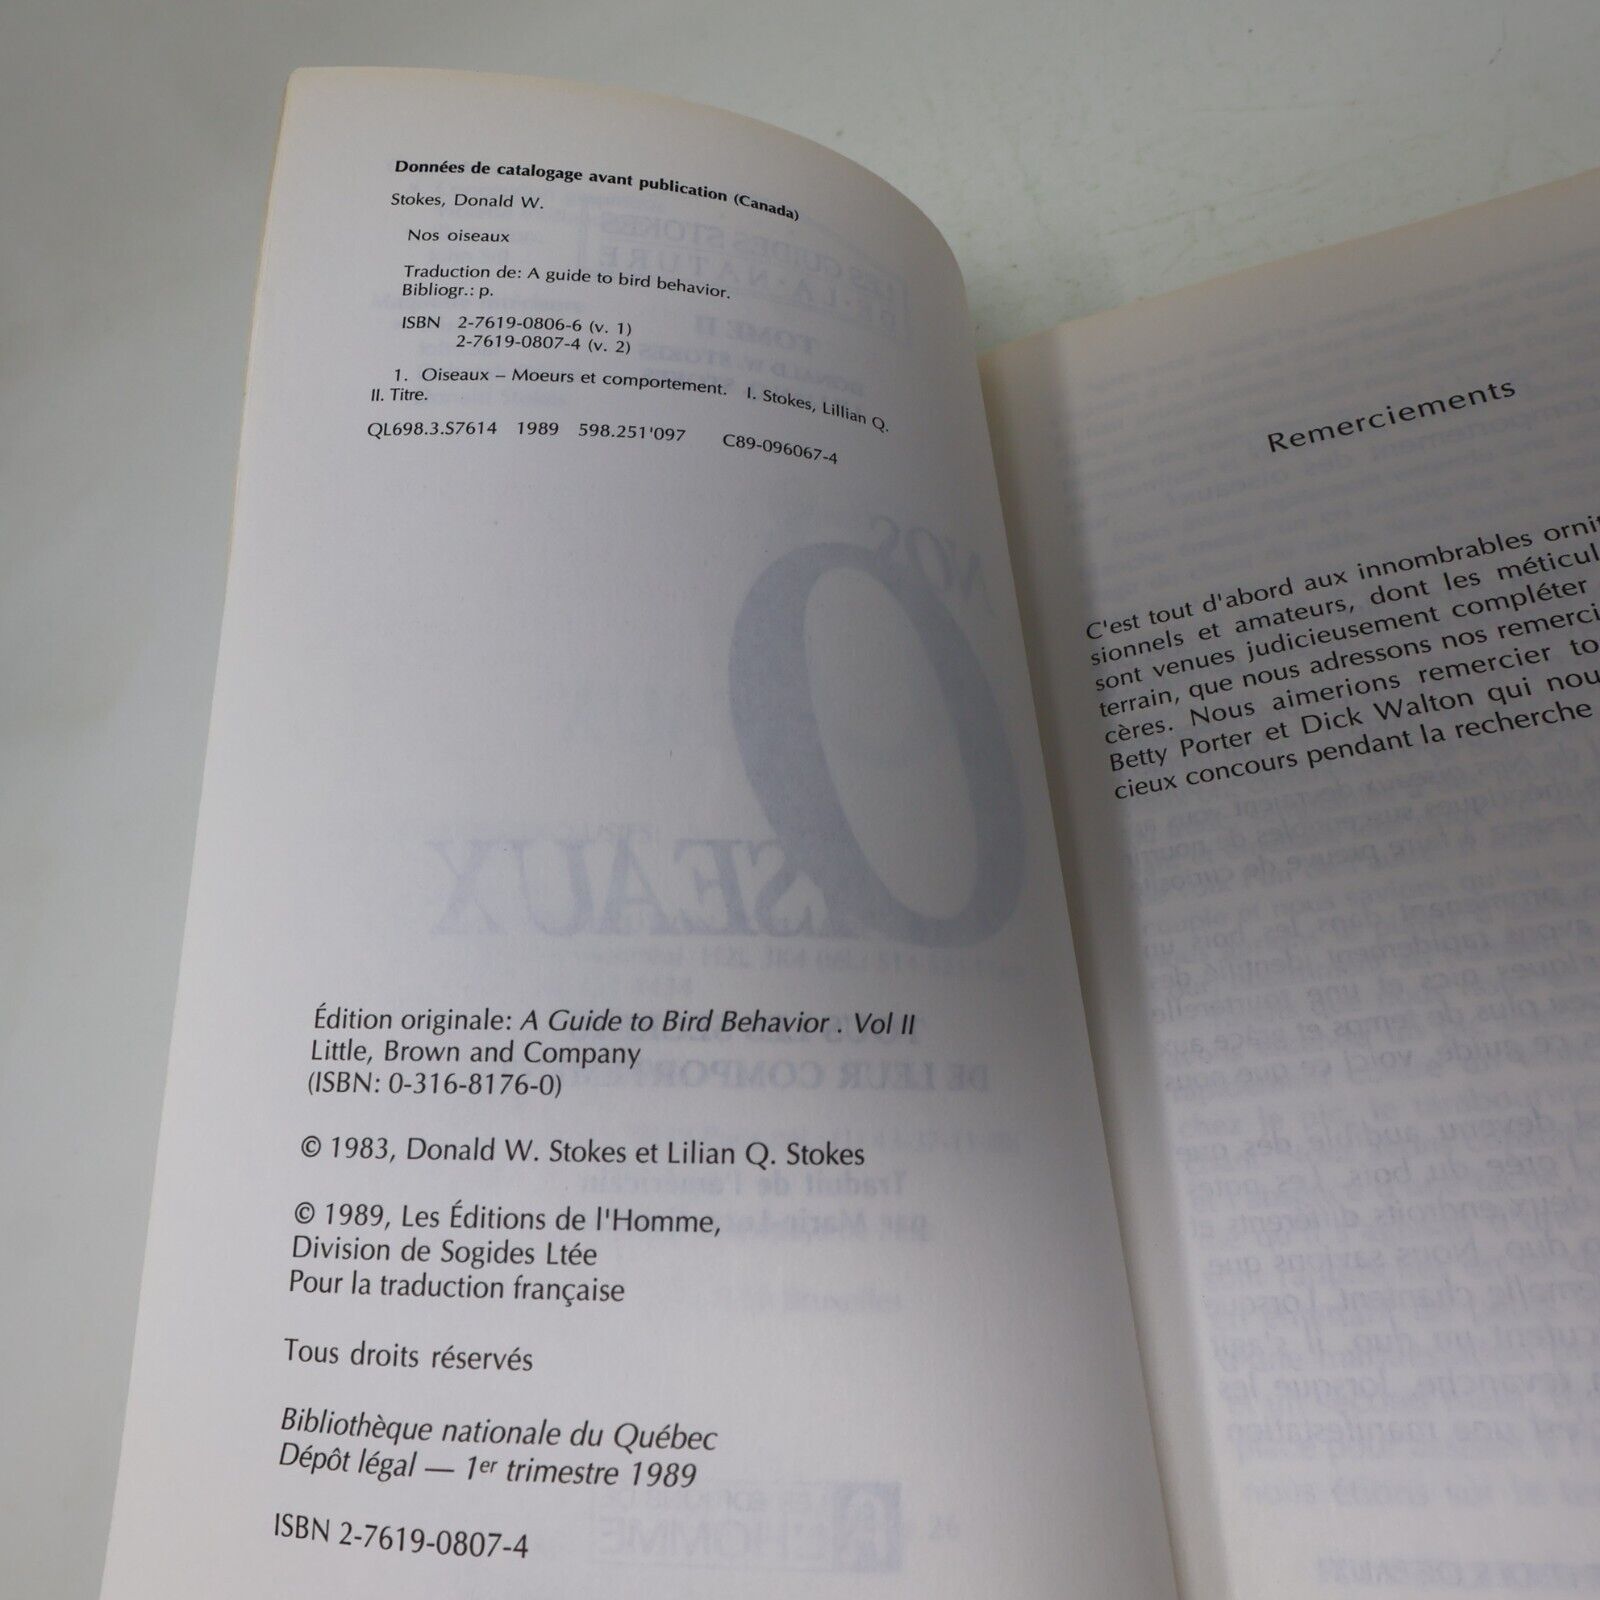 Données de catalogage avant publication (Canada)
Stokes, Donald W.
Nos oiseaux
Traduction de: A guide to bird behavior.
Bibliogr.: p.
ISBN 2-7619-0806-6 (v. 1)
2-7619-0807-4 (v. 2)
1. Oiseaux – Moeurs et comportement. I. Stokes, Lillian Q.
II. Titre.
QL698.3.S7614 1989 598.251'097 C89-096067-4
Édition originale: A Guide to Bird Behavior . Vol II
Little, Brown and Company
(ISBN: 0-316-8176-0)
© 1983, Donald W. Stokes et Lilian Q. Stokes
© 1989, Les Éditions de l'Homme,
Division de Sogides Ltée
Pour la traduction française
Tous droits réservés
Bibliothèque nationale du Québec
Dépôt légal — 1er trimestre 1989
ISBN 2-7619-0807-4
Remerciements
C'est tout d'abord aux innombrables ornit
sionnels et amateurs, dont les méticul
sont venues judicieusement compléter
terrain, que nous adressons nos remerci
cères. Nous aimerions remercier to
Betty Porter et Dick Walton qui nou
cieux concours pendant la recherche